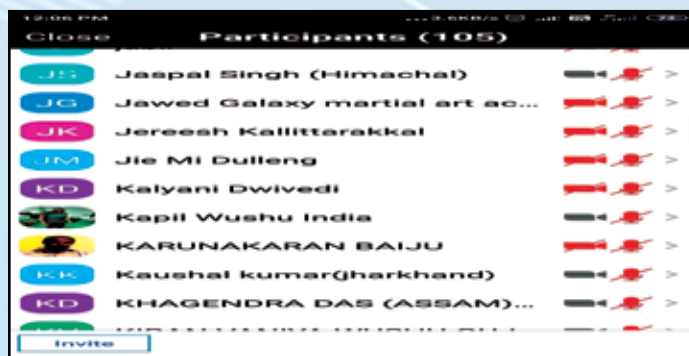 12:06 PM ...3.6KB/s
Close Participants (105)
JS Jaspal Singh (Himachal)
JG Jawed Galaxy martial art ac...
JK Jereesh Kallittarakkal
JM Jie Mi Dulleng
KD Kalyani Dwivedi
Kapil Wushu India
KARUNAKARAN BAIJU
KK Kaushal kumar(jharkhand)
KD KHAGENDRA DAS (ASSAM)...
Invite